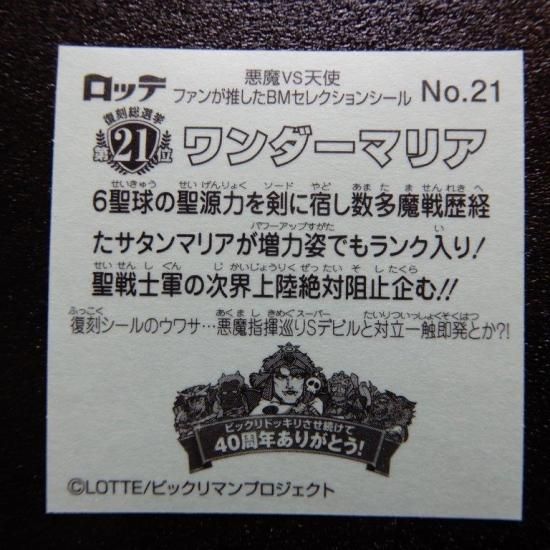 ロッテ
悪魔VS天使
ファンが推したBMセレクションシール
No.21
復刻総選挙
第21位
ワンダーマリア
せいきゅう せいげんりょく ソード やど あまた ま せんれき へ
6聖球の聖源力を剣に宿し数多魔戦歴経
パワーアップすがた い
たサタンマリアが増力姿でもランク入り!
せいせんしぐん じかいじょうりくぜったいそしたくら
聖戦士軍の次界上陸絶対阻止企む!!
ふっこく あくましきめぐ スーパー たいりついっしょくそくはつ
復刻シールのウワサ…悪魔指揮巡りSデビルと対立一触即発とか?!
ビックリドッキリさせ続けて
40周年ありがとう!
©LOTTE/ビックリマンプロジェクト